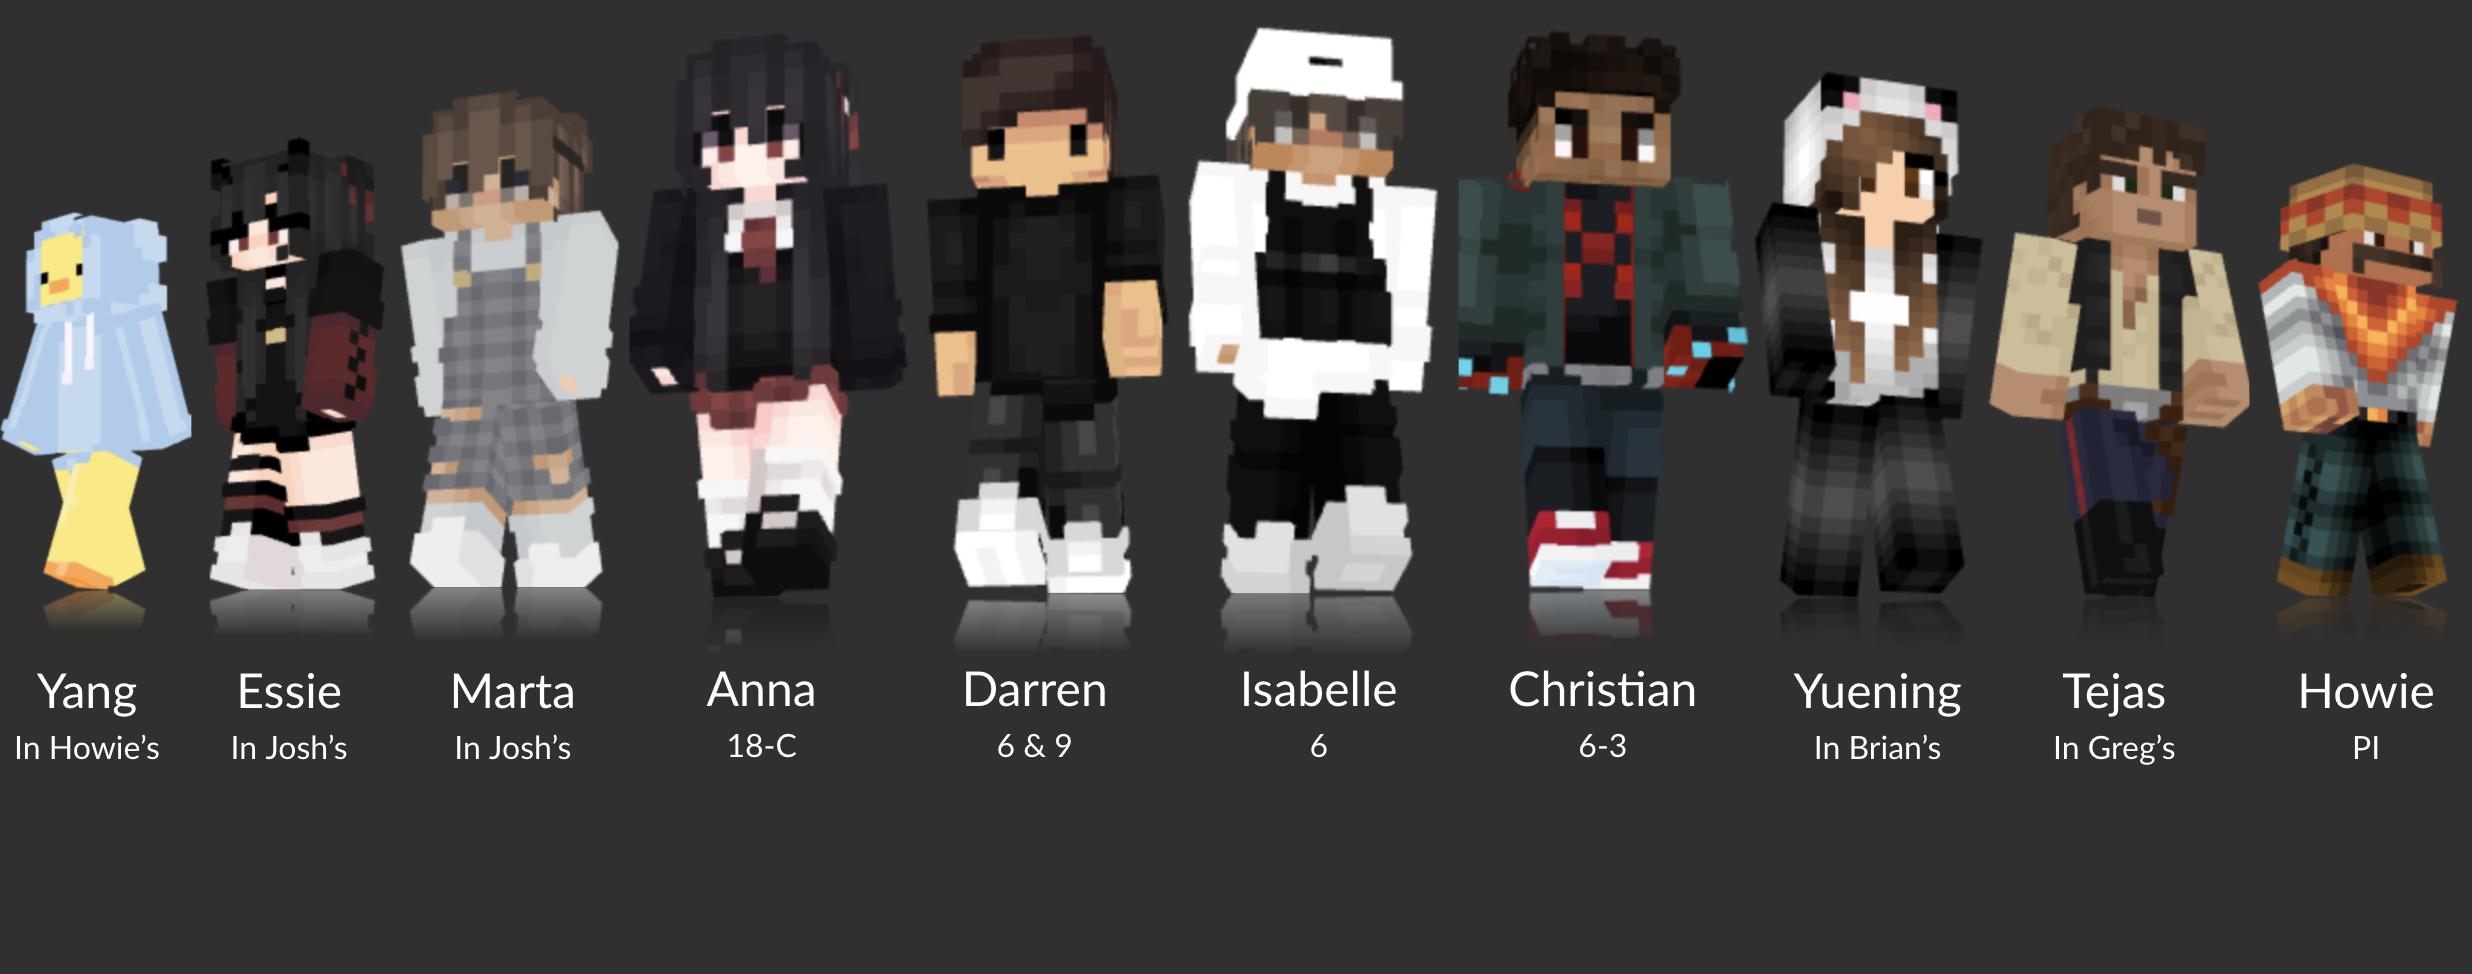 Yang Essie Marta Anna Darren Isabelle Christian Yuening Tejas Howie
In Howie’s In Josh’s In Josh’s 18-C 6 & 9 6 6-3 In Brian’s In Greg’s PI